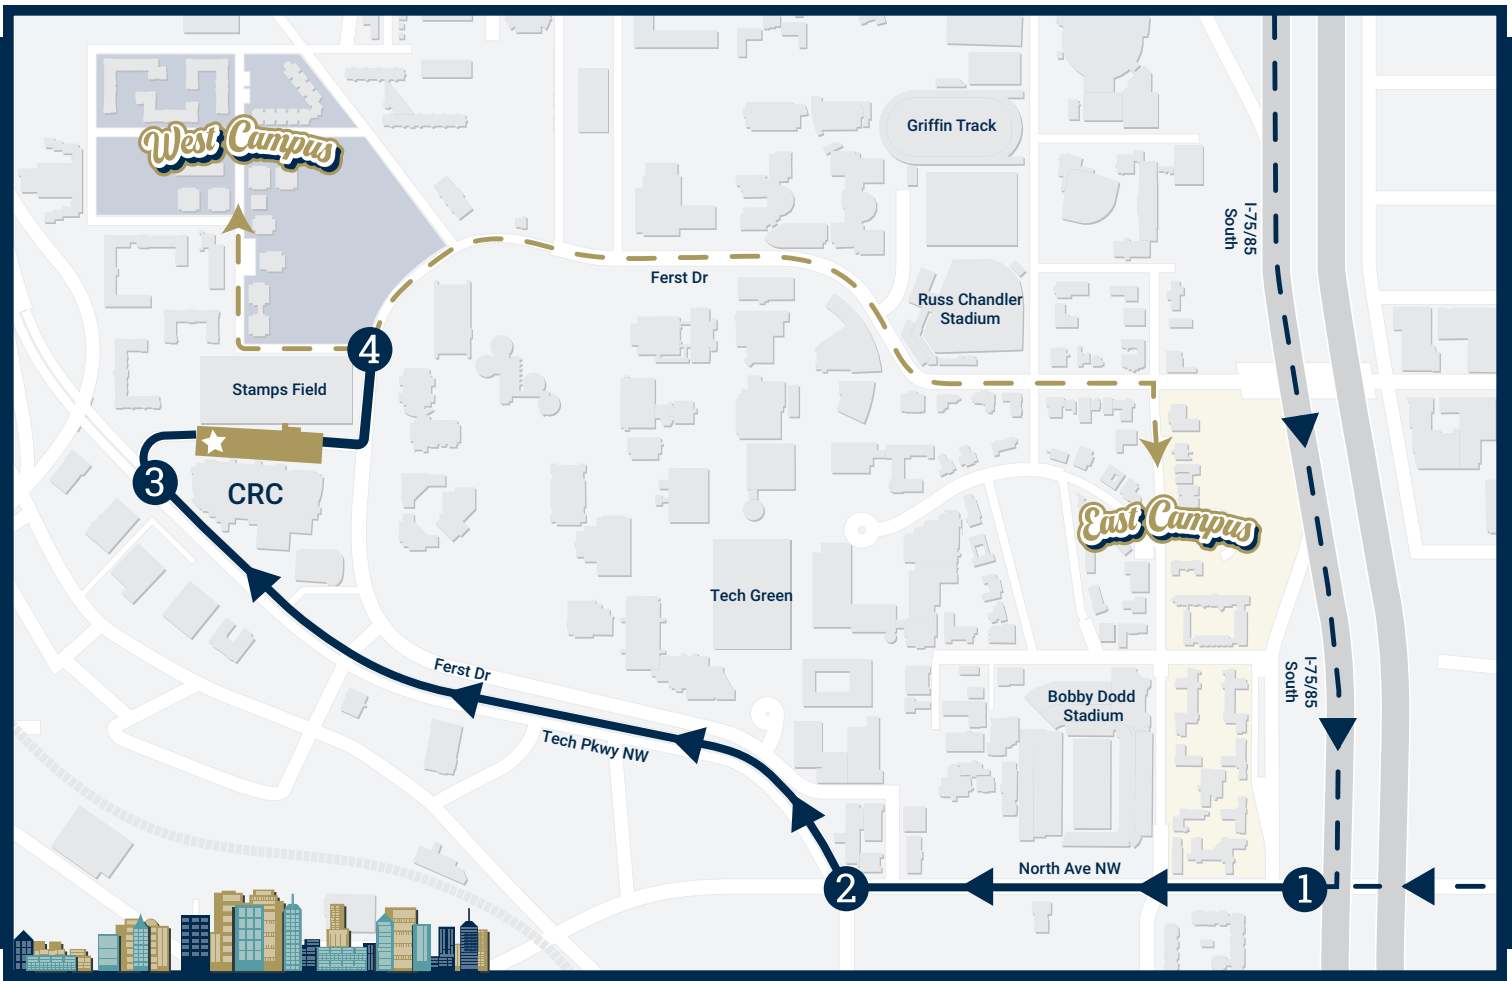 West Campus
Griffin Track
I-75/85
South
Ferst Dr
Russ Chandler
Stadium
4
Stamps Field
3
CRC
East Campus
Tech Green
Ferst Dr
I-75/85
South
Bobby Dodd
Stadium
Tech Pkwy NW
North Ave NW
2
1